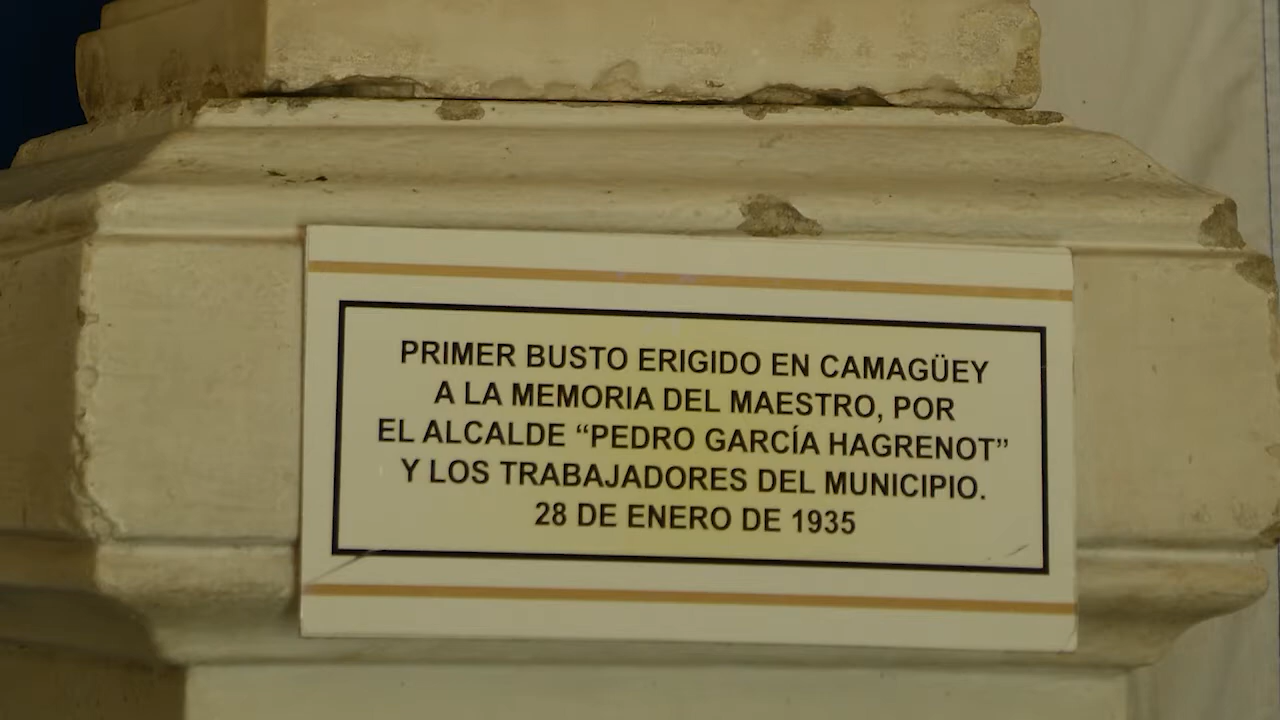 PRIMER BUSTO ERIGIDO EN CAMAGÜEY
A LA MEMORIA DEL MAESTRO, POR
EL ALCALDE “PEDRO GARCÍA HAGRENOT”
Y LOS TRABAJADORES DEL MUNICIPIO.
28 DE ENERO DE 1935